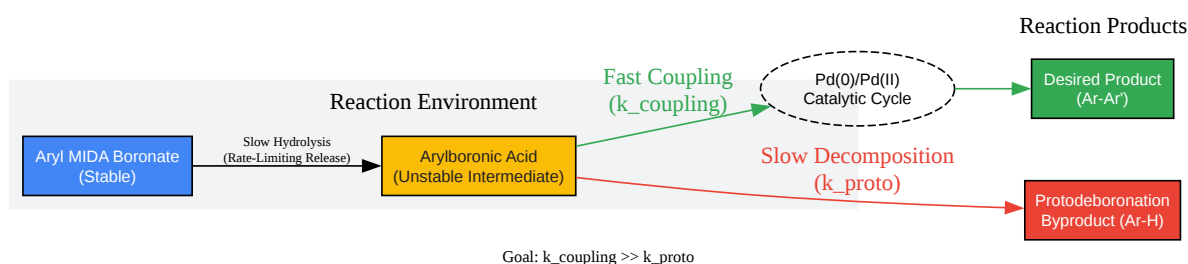 Reaction Products
Fast Coupling
(k_coupling)
Pd(0)/Pd(II)
Catalytic Cycle
Desired Product
(Ar-Ar')
Reaction Environment
Aryl MIDA Boronate
(Stable)
Slow Hydrolysis
(Rate-Limiting Release)
Arylboronic Acid
(Unstable Intermediate)
Slow Decomposition
(k_proto)
Protodeboronation
Byproduct (Ar-H)
Goal: k_coupling >> k_proto